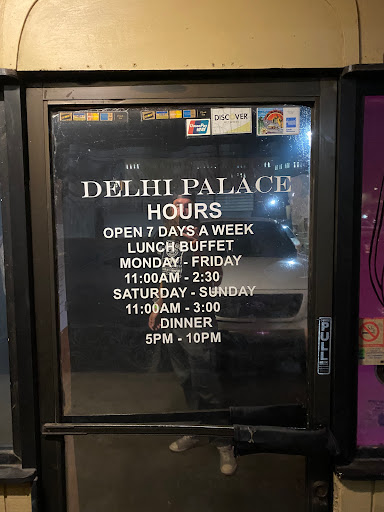 DISCOVER
DELHI PALACE
HOURS
OPEN 7 DAYS A WEEK
LUNCH BUFFET
MONDAY - FRIDAY
11:00AM - 2:30
SATURDAY - SUNDAY
11:00AM - 3:00
DINNER
5PM - 10PM
PULL